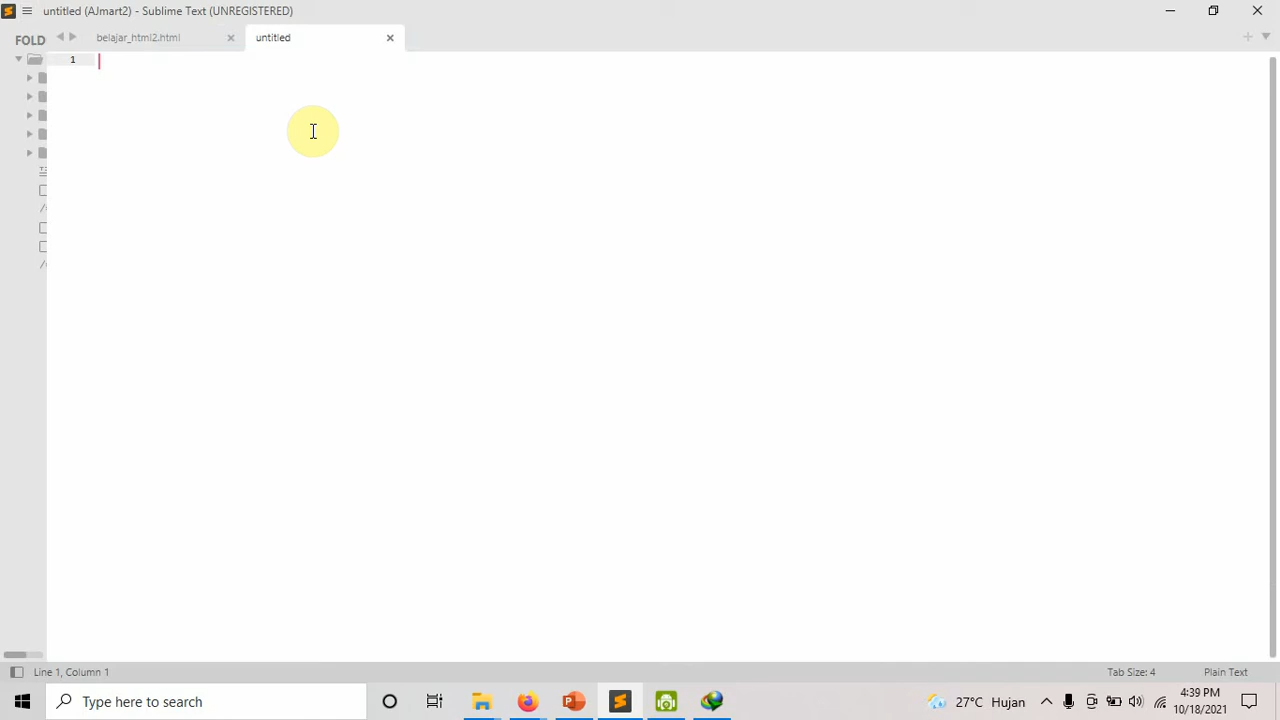 untitled (AJmart2) - Sublime Text (UNREGISTERED)
FOLD
belajar_html2.html
untitled
1
Line 1, Column 1
Tab Size: 4
Plain Text
Type here to search
27°C Hujan
4:39 PM
10/18/2021